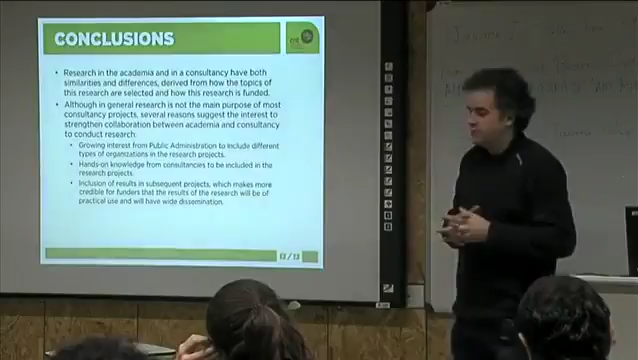 CONCLUSIONS
Research in the academia and in a consultancy have both
similarities and differences, derived from how the topics of
this research are selected and how this research is funded.
Although in general research is not the main purpose of most
consultancy projects, several reasons suggest the interest to
strengthen collaboration between academia and consultancy
to conduct research:
Growing interest from Public Administration to include different
types of organizations in the research projects.
Hands-on knowledge from consultancies to be included in the
research projects.
Inclusion of results in subsequent projects, which makes more
credible for funders that the results of the research will be of
practical use and will have wide dissemination.